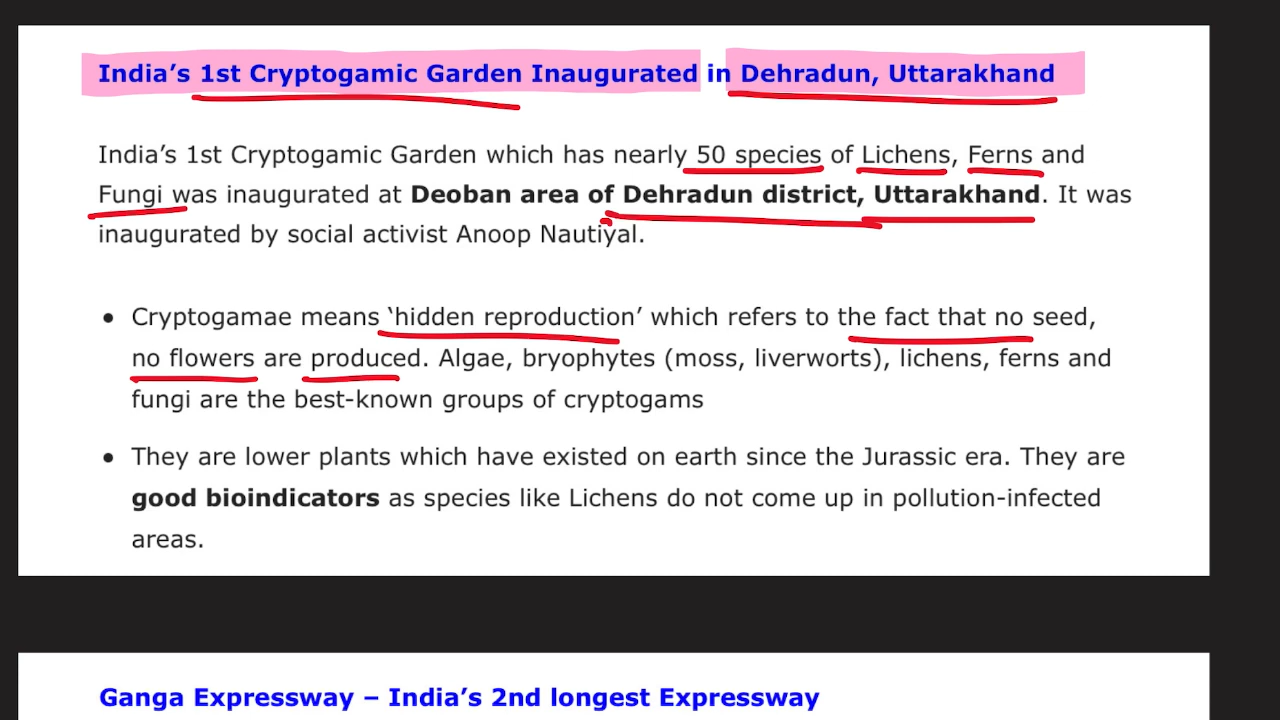 India’s 1st Cryptogamic Garden Inaugurated in Dehradun, Uttarakhand
India’s 1st Cryptogamic Garden which has nearly 50 species of Lichens, Ferns and
Fungi was inaugurated at Deoban area of Dehradun district, Uttarakhand. It was
inaugurated by social activist Anoop Nautiyal.
● Cryptogamae means ‘hidden reproduction’ which refers to the fact that no seed,
no flowers are produced. Algae, bryophytes (moss, liverworts), lichens, ferns and
fungi are the best-known groups of cryptogams
● They are lower plants which have existed on earth since the Jurassic era. They are
good bioindicators as species like Lichens do not come up in pollution-infected
areas.
Ganga Expressway – India’s 2nd longest Expressway